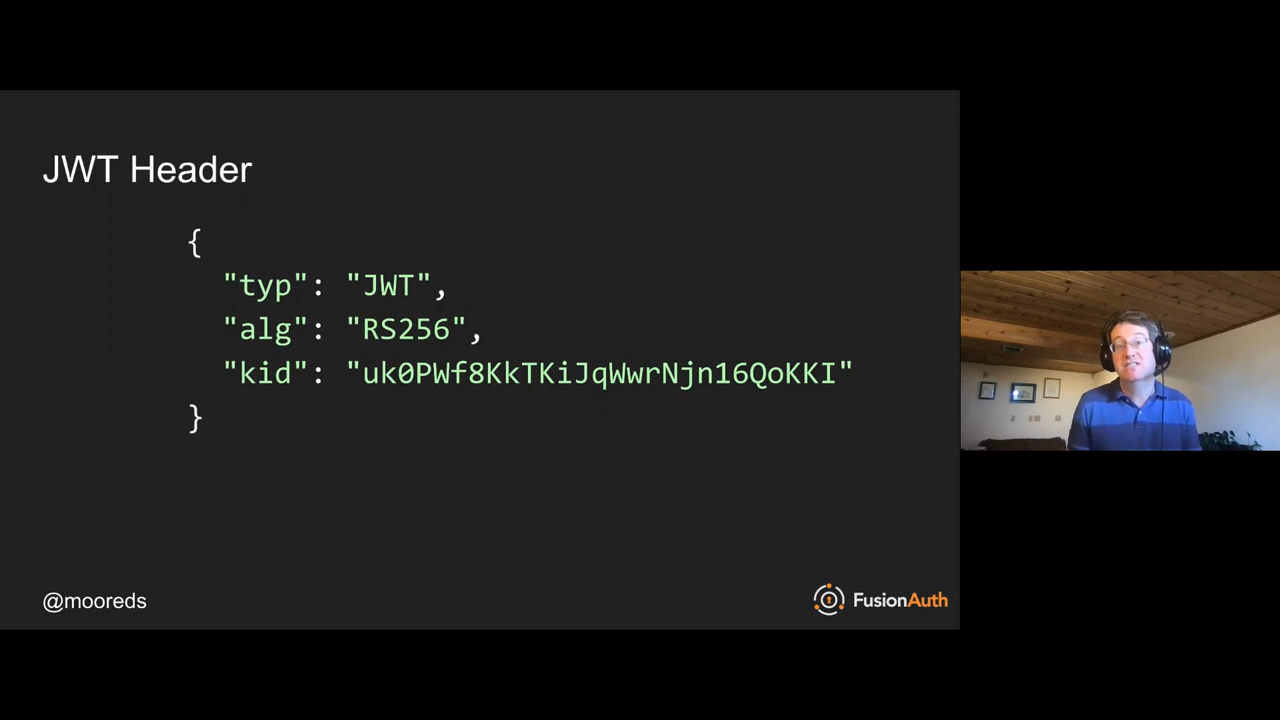 JWT Header
{
"typ": "JWT",
"alg": "RS256",
"kid": "uk0PWf8KkTKiJqWwrNjn16QoKKI"
}
@mooreds
FusionAuth